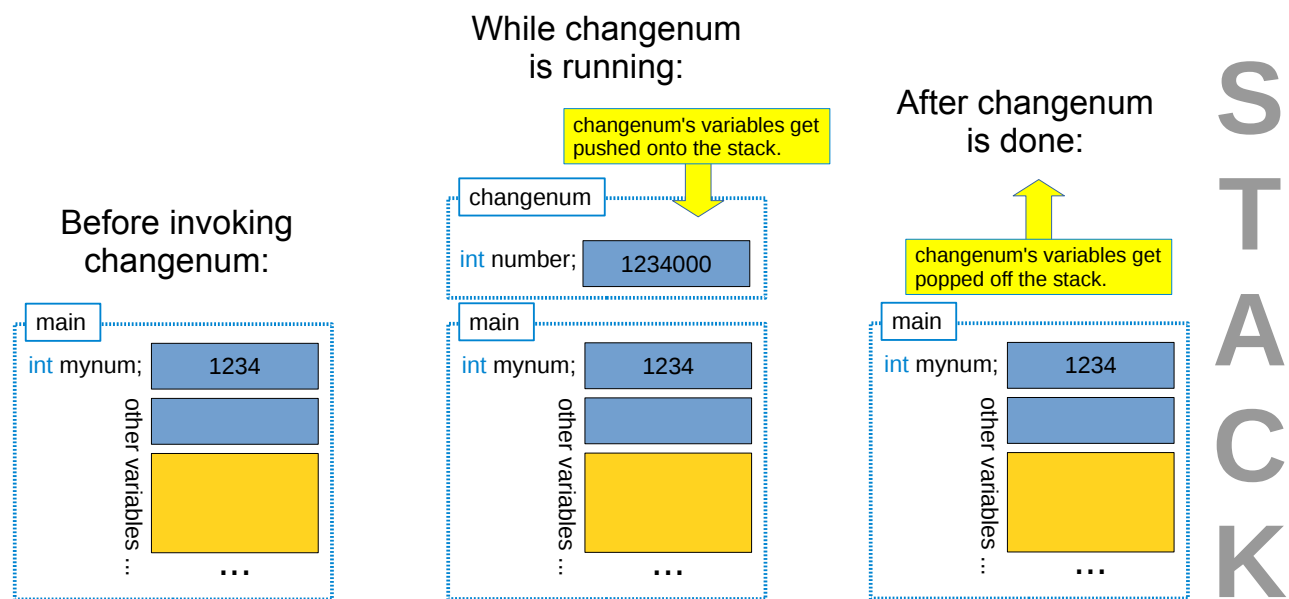 Before invoking
changenum:
main
int mynum;
1234
other variables ...
...
While changenum
is running:
changenum's variables get
pushed onto the stack.
changenum
int number;
1234000
main
int mynum;
1234
other variables ...
...
After changenum
is done:
changenum's variables get
popped off the stack.
main
int mynum;
1234
other variables ...
...
STACK